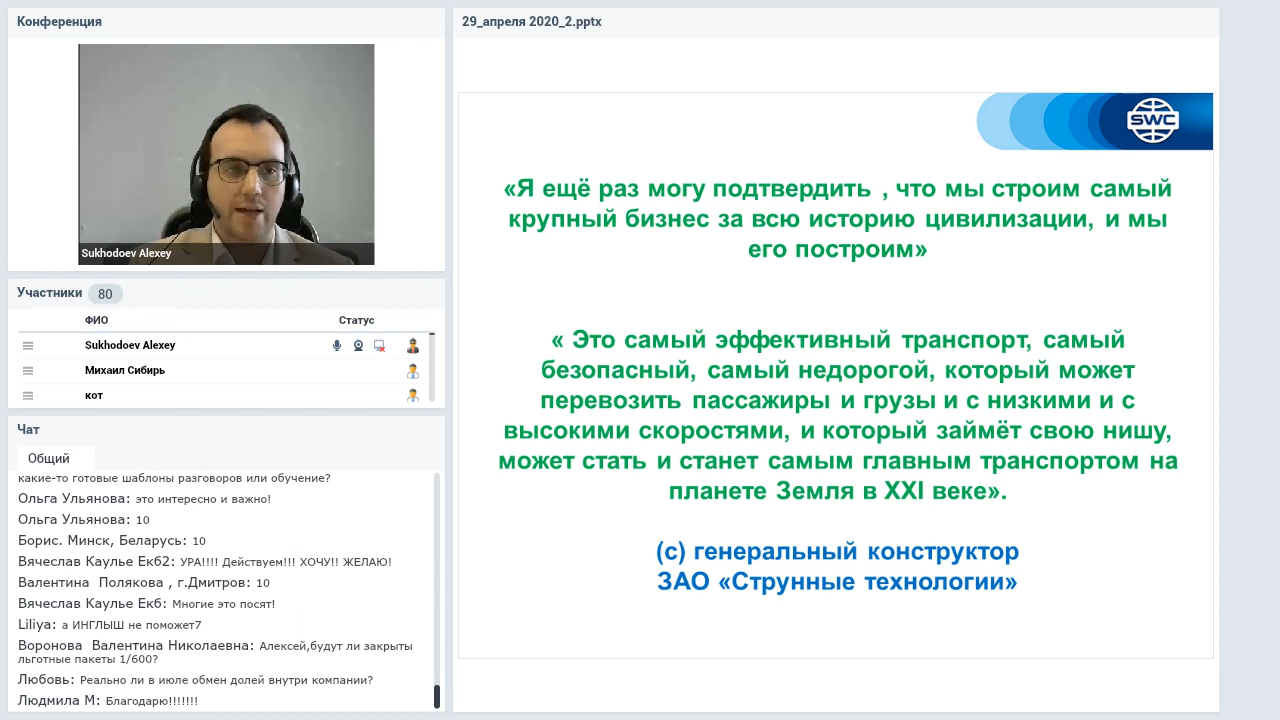 Конференция
Sukhodoev Alexey
Участники 80
ФИО Статус
Sukhodoev Alexey
Михаил Сибирь
кот
Чат
Общий
какие-то готовые шаблоны разговоров или обучение?
Ольга Ульянова: это интересно и важно!
Ольга Ульянова: 10
Борис. Минск, Беларусь: 10
Вячеслав Каулье Екб2: УРА!!!! Действуем!!! ХОЧУ!! ЖЕЛАЮ!
Валентина Полякова , г.Дмитров: 10
Вячеслав Каулье Екб: Многие это посят!
Liliya: а ИНГЛЫШ не поможет7
Воронова Валентина Николаевна: Алексей,будут ли закрыты
льготные пакеты 1/600?
Любовь: Реально ли в июле обмен долей внутри компании?
Людмила М: Благодарю!!!!!!!
29_апреля 2020_2.pptx
SWC
«Я ещё раз могу подтвердить , что мы строим самый
крупный бизнес за всю историю цивилизации, и мы
его построим»
« Это самый эффективный транспорт, самый
безопасный, самый недорогой, который может
перевозить пассажиры и грузы и с низкими и с
высокими скоростями, и который займёт свою нишу,
может стать и станет самым главным транспортом на
планете Земля в XXI веке».
(с) генеральный конструктор
ЗАО «Струнные технологии»